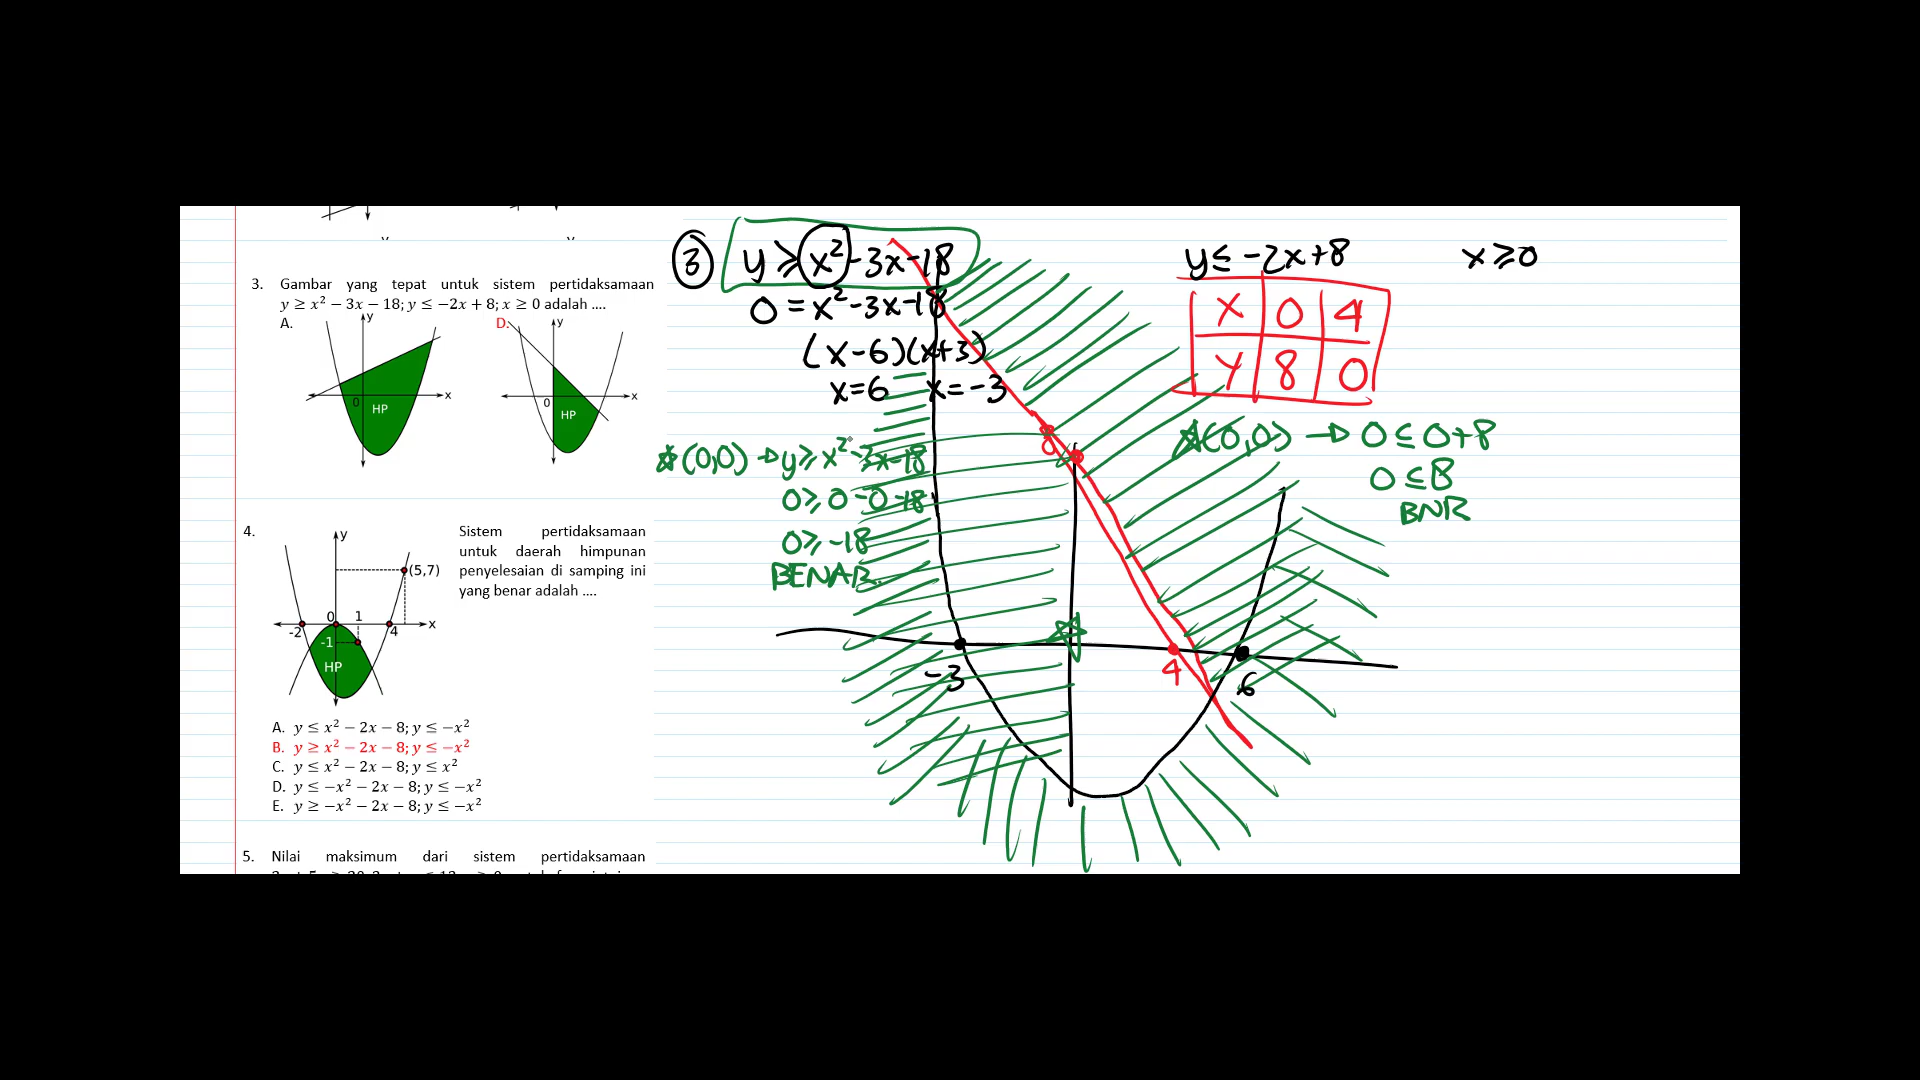 3. Gambar yang tepat untuk sistem pertidaksamaan
y ≥ x² − 3x − 18; y ≤ −2x + 8; x ≥ 0 adalah ....
A.
D.
y
x
0
HP
y
x
0
HP
4.
y
(5,7)
0
1
x
-2
4
-1
HP
Sistem pertidaksamaan
untuk daerah himpunan
penyelesaian di samping ini
yang benar adalah ....
A. y ≤ x² − 2x − 8; y ≤ −x²
B. y ≥ x² − 2x − 8; y ≤ −x²
C. y ≤ x² − 2x − 8; y ≤ x²
D. y ≤ −x² − 2x − 8; y ≤ −x²
E. y ≥ −x² − 2x − 8; y ≤ −x²
5. Nilai maksimum dari sistem pertidaksamaan
3 y ≥ x²-3x-18
0 = x²-3x-18
(x-6)(x+3)
x=6 x=-3
(0,0) → y ≥ x²-3x-18
0 ≥ 0-0-18
0 ≥ -18
BENAR.
y ≤ -2x+8
x ≥ 0
X 0 4
Y 8 0
(0,0) → 0 ≤ 0+8
0 ≤ 8
BNR
8
-3
4
6